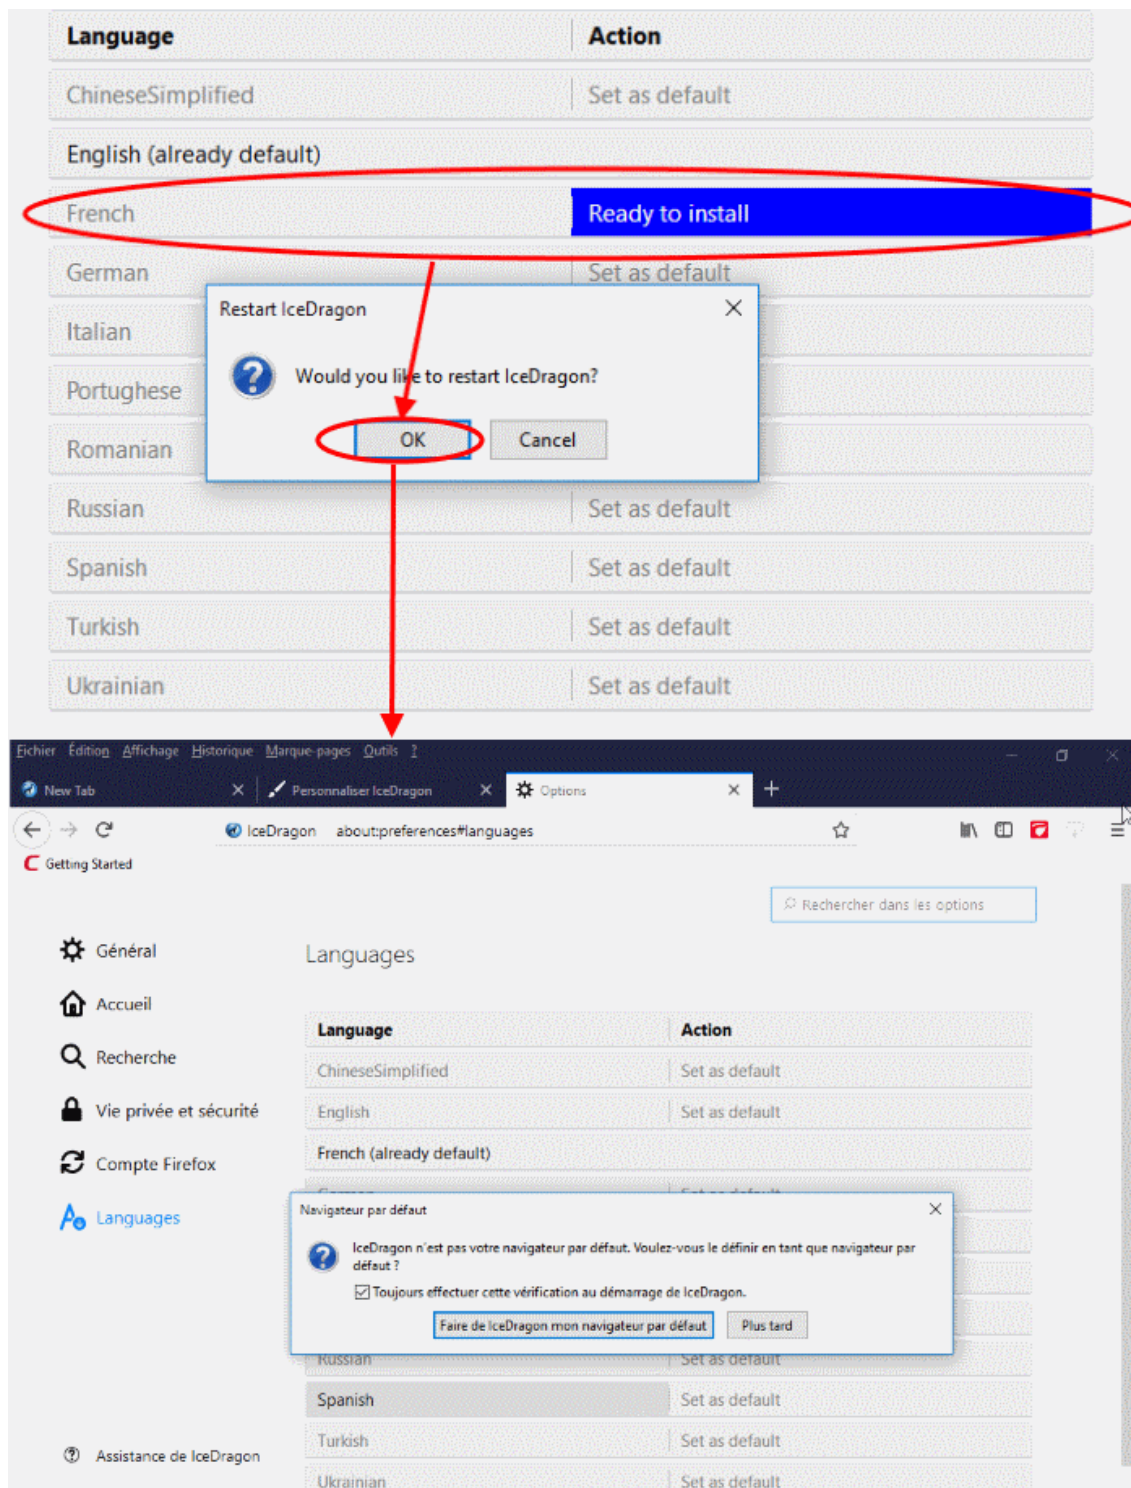 Language Action
ChineseSimplified Set as default
English (already default)
French Ready to install
German Set as default
Restart IceDragon
Italian
Would you like to restart IceDragon?
Portughese
OK Cancel
Romanian
Russian Set as default
Spanish Set as default
Turkish Set as default
Ukrainian Set as default
Fichier Édition Affichage Historique Marque-pages Outils ?
New Tab Personnaliser IceDragon Options
IceDragon about:preferences#languages
C Getting Started
Rechercher dans les options
Général Languages
Accueil
Language Action
Recherche
ChineseSimplified Set as default
Vie privée et sécurité English Set as default
French (already default)
Compte Firefox
German Set as default
Languages
Navigateur par défaut
IceDragon n'est pas votre navigateur par défaut. Voulez-vous le définir en tant que navigateur par
défaut ?
Toujours effectuer cette vérification au démarrage de IceDragon.
Faire de IceDragon mon navigateur par défaut Plus tard
Russian Set as default
Spanish Set as default
Turkish Set as default
Assistance de IceDragon
Ukrainian Set as default